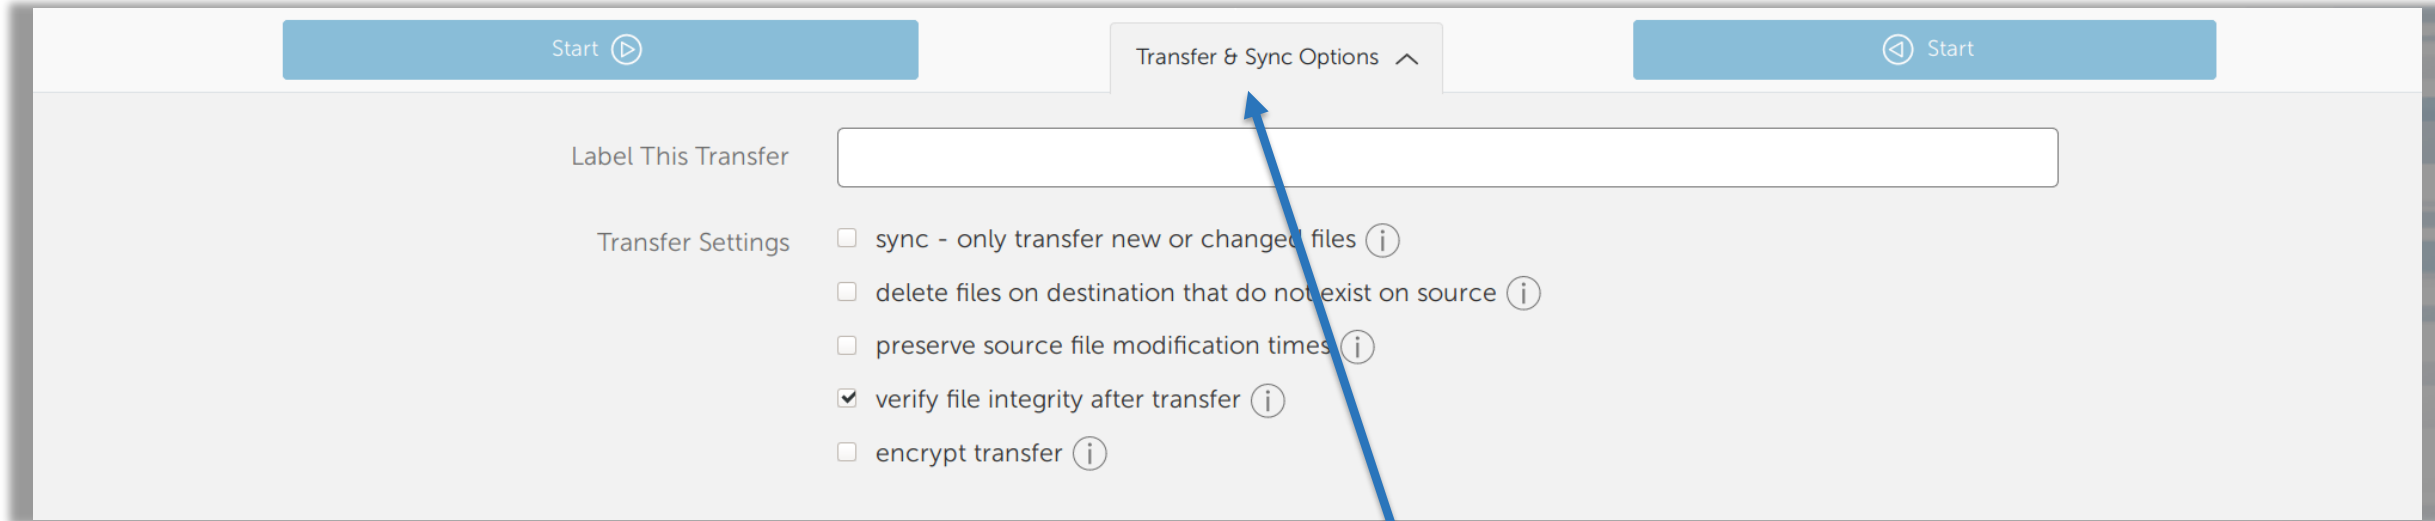 Start
Transfer & Sync Options
Start
Label This Transfer
Transfer Settings
sync - only transfer new or changed files
delete files on destination that do not exist on source
preserve source file modification times
verify file integrity after transfer
encrypt transfer